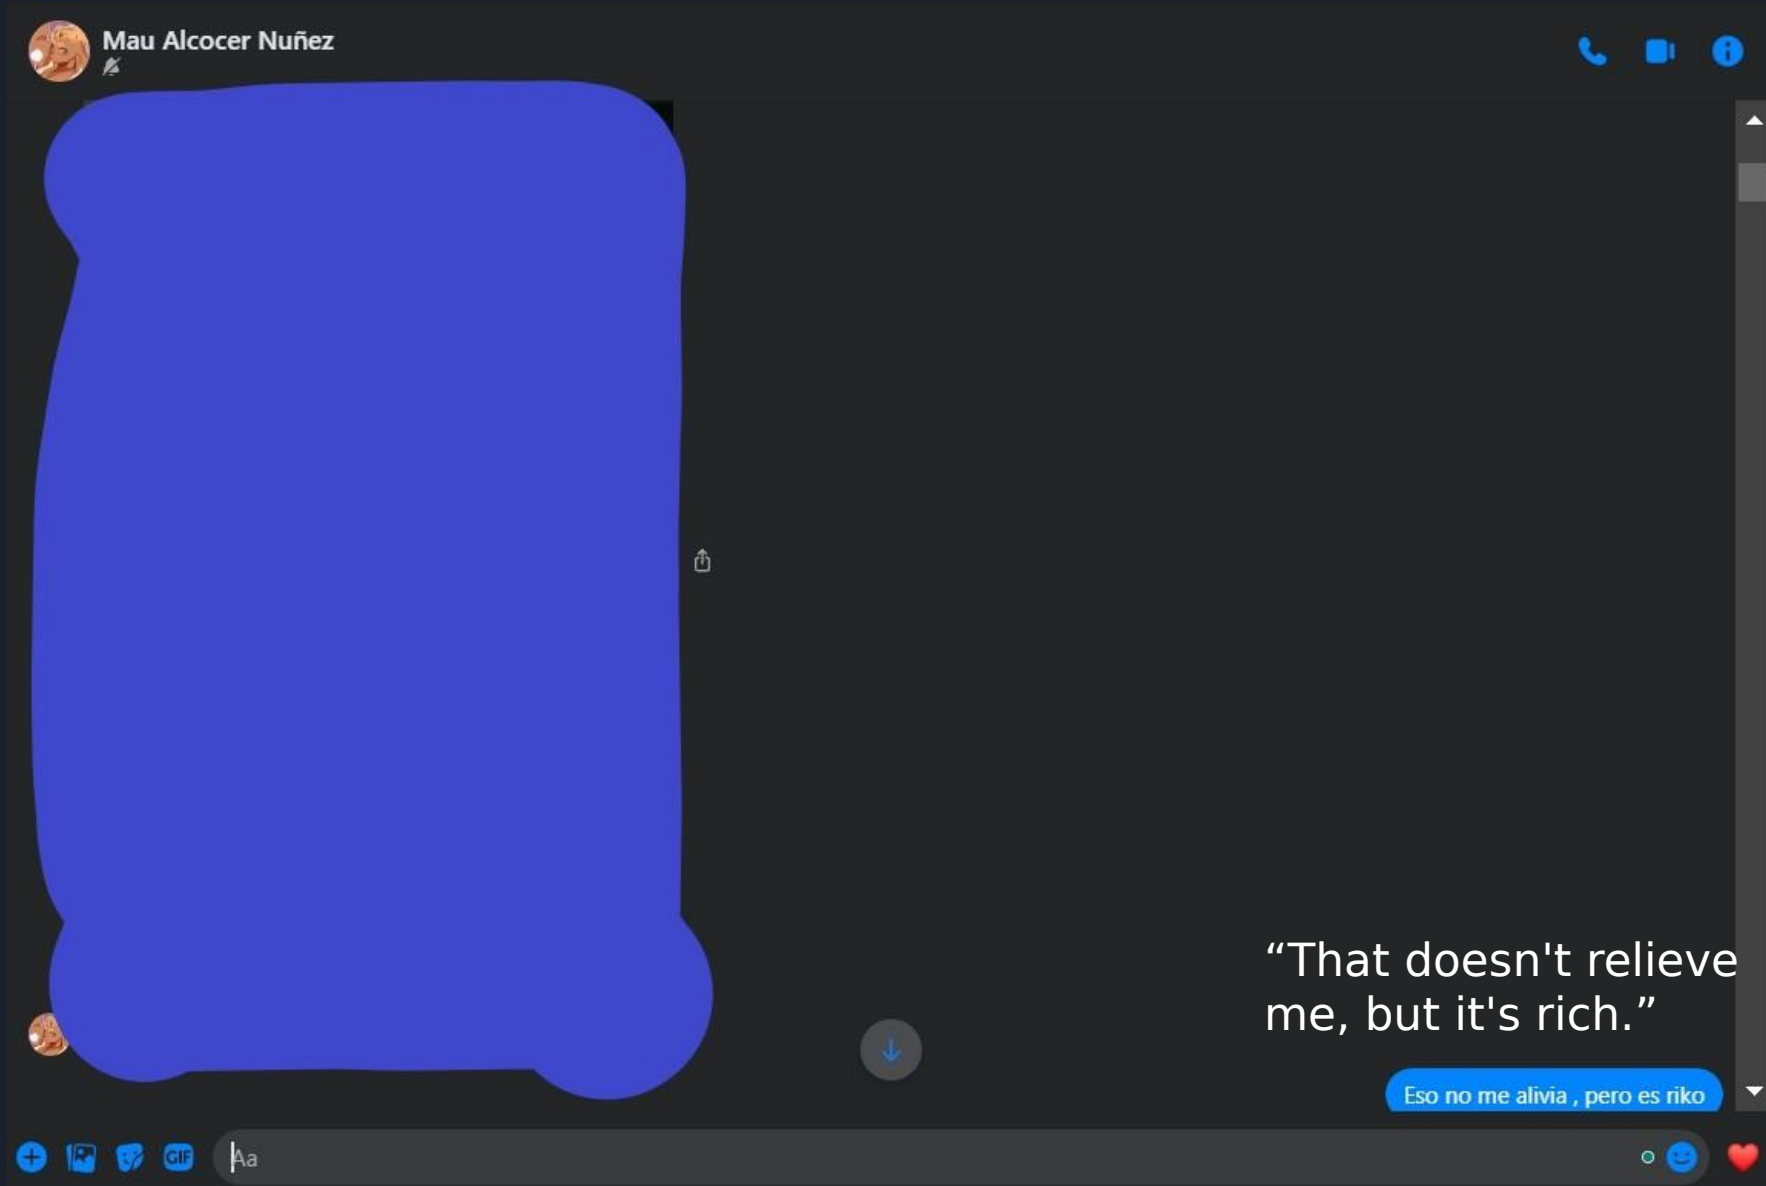 Mau Alcocer Nuñez
“That doesn't relieve
me, but it's rich.”
Eso no me alivia , pero es riko
GIF
Aa